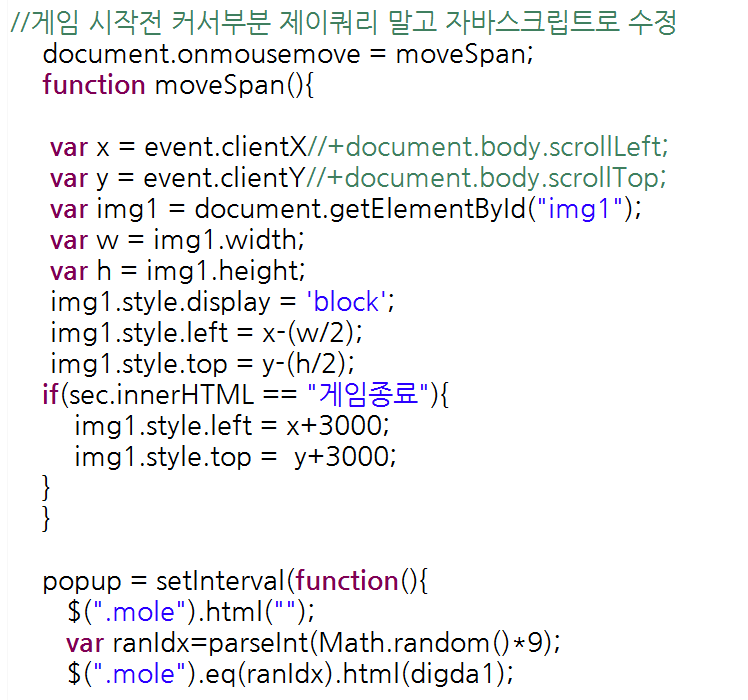 //게임 시작전 커서부분 제이쿼리 말고 자바스크립트로 수정
document.onmousemove = moveSpan;
function moveSpan(){
var x = event.clientX//+document.body.scrollLeft;
var y = event.clientY//+document.body.scrollTop;
var img1 = document.getElementById("img1");
var w = img1.width;
var h = img1.height;
img1.style.display = 'block';
img1.style.left = x-(w/2);
img1.style.top = y-(h/2);
if(sec.innerHTML == "게임종료"){
img1.style.left = x+3000;
img1.style.top =  y+3000;
}
}
popup = setInterval(function(){
$(".mole").html("");
var ranIdx=parseInt(Math.random()*9);
$(".mole").eq(ranIdx).html(digda1);